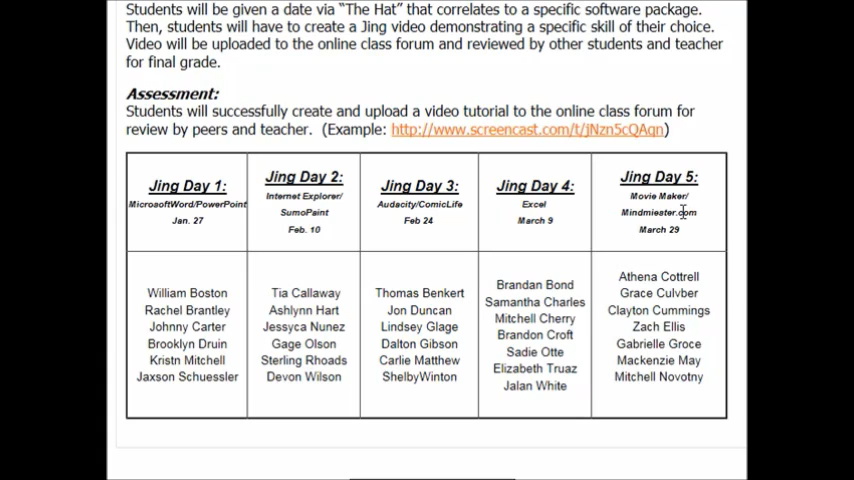 Students will be given a date via “The Hat” that correlates to a specific software package.
Then, students will have to create a Jing video demonstrating a specific skill of their choice.
Video will be uploaded to the online class forum and reviewed by other students and teacher
for final grade.
Assessment:
Students will successfully create and upload a video tutorial to the online class forum for
review by peers and teacher.  (Example: http://www.screencast.com/t/jNzn5cQAqn)
Jing Day 1:
MicrosoftWord/PowerPoint
Jan. 27
Jing Day 2:
Internet Explorer/
SumoPaint
Feb. 10
Jing Day 3:
Audacity/ComicLife
Feb 24
Jing Day 4:
Excel
March 9
Jing Day 5:
Movie Maker/
Mindmieater.com
March 29
William Boston
Rachel Brantley
Johnny Carter
Brooklyn Druin
Kristn Mitchell
Jaxson Schuessler
Tia Callaway
Ashlynn Hart
Jessyca Nunez
Gage Olson
Sterling Rhoads
Devon Wilson
Thomas Benkert
Jon Duncan
Lindsey Glage
Dalton Gibson
Carlie Matthew
ShelbyWinton
Brandan Bond
Samantha Charles
Mitchell Cherry
Brandon Croft
Sadie Otte
Elizabeth Truaz
Jalan White
Athena Cottrell
Grace Culver
Clayton Cummings
Zach Ellis
Gabrielle Groce
Mackenzie May
Mitchell Novotny